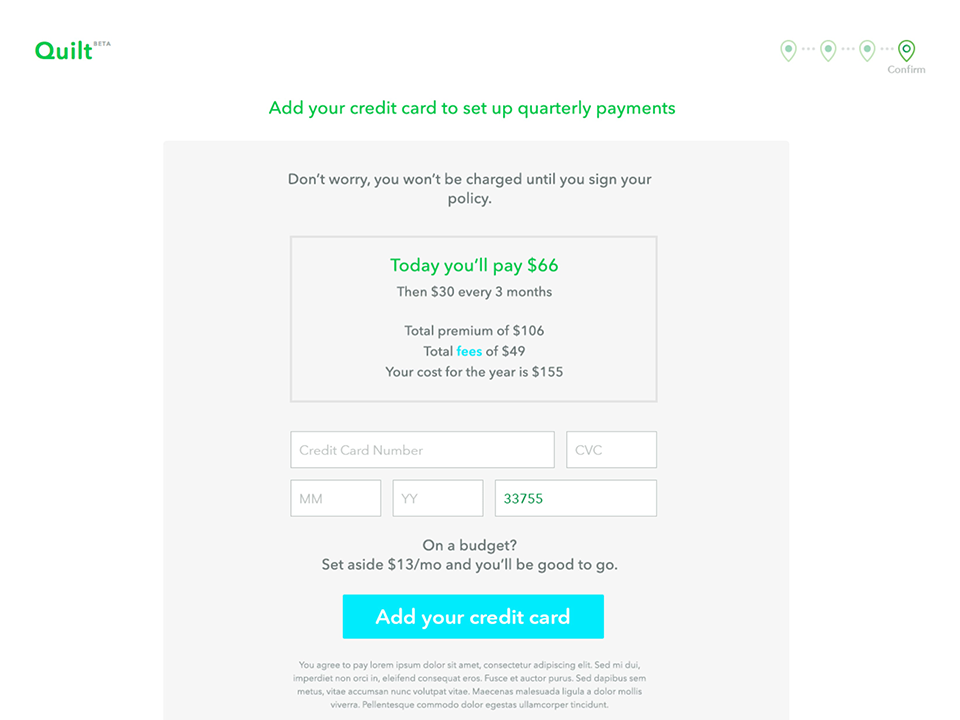 Quilt BETA
Confirm
Add your credit card to set up quarterly payments
Don't worry, you won't be charged until you sign your
policy.
Today you'll pay $66
Then $30 every 3 months
Total premium of $106
Total fees of $49
Your cost for the year is $155
Credit Card Number
CVC
MM
YY
33755
On a budget?
Set aside $13/mo and you'll be good to go.
Add your credit card
You agree to pay lorem ipsum dolor sit amet, consectetur adipiscing elit. Sed mi dui,
imperdiet non orci in, eleifend consequat eros. Fusce et auctor purus. Sed dapibus sem
metus, vitae accumsan nunc volutpat vitae. Maecenas malesuada ligula a dolor mollis
viverra. Pellentesque commodo dolor egestas ullamcorper tincidunt.